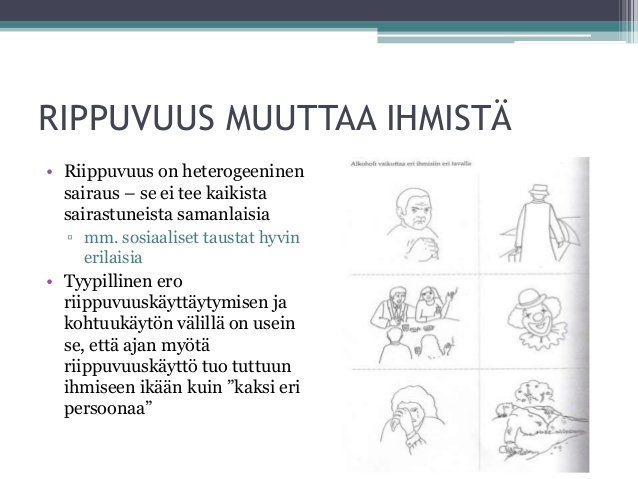 RIPPUVUUS MUUTTAA IHMISTÄ
• Riippuvuus on heterogeeninen
sairaus – se ei tee kaikista
sairastuneista samanlaisia
▫ mm. sosiaaliset taustat hyvin
erilaisia
• Tyypillinen ero
riippuvuuskäyttäytymisen ja
kohtuukäytön välillä on usein
se, että ajan myötä
riippuvuuskäyttö tuo tuttuun
ihmiseen ikään kuin ”kaksi eri
persoonaa”
Alkoholi vaikuttaa eri ihmisiin eri tavalla